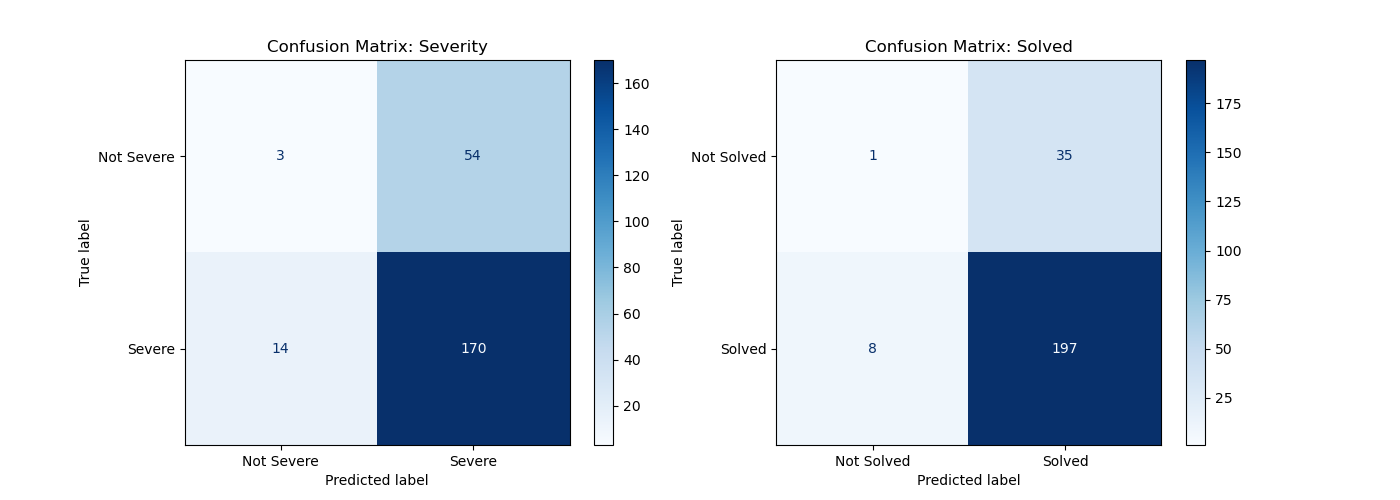 Confusion Matrix: Severity
True label
Not Severe
Severe
3
54
14
170
Not Severe
Severe
Predicted label
160
140
120
100
80
60
40
20
Confusion Matrix: Solved
True label
Not Solved
Solved
1
35
8
197
Not Solved
Solved
Predicted label
175
150
125
100
75
50
25